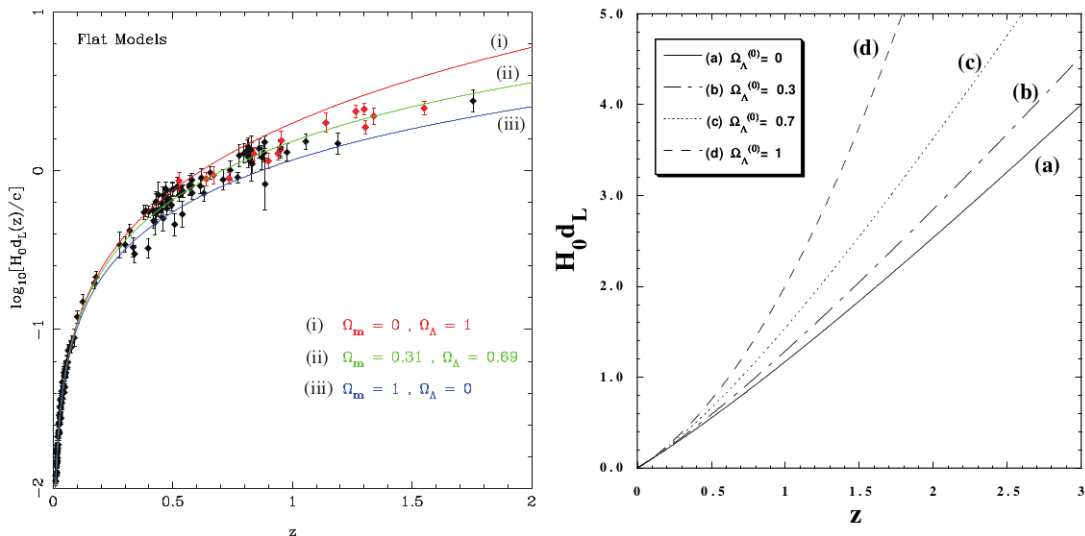 Flat Models
(i)
(ii)
(iii)
(i) Ωm = 0 , ΩΛ = 1
(ii) Ωm = 0.31 , ΩΛ = 0.69
(iii) Ωm = 1 , ΩΛ = 0
log10[H0dL(z)/c]
1
0
-1
-2
0
0.5
1
1.5
2
z
(a) ΩΛ(0)= 0
(b) ΩΛ(0)= 0.3
(c) ΩΛ(0)= 0.7
(d) ΩΛ(0)= 1
(d)
(c)
(b)
(a)
H0dL
5.0
4.0
3.0
2.0
1.0
0.0
0
0.5
1
1.5
2
2.5
3
z